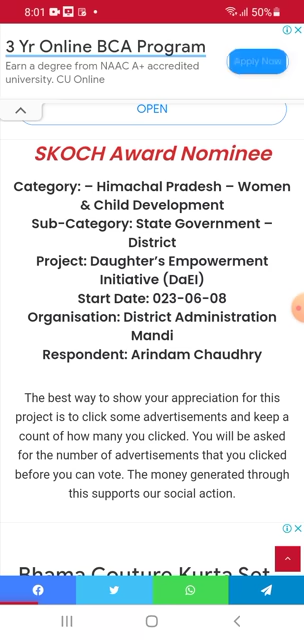 8:01
50%
3 Yr Online BCA Program
Earn a degree from NAAC A+ accredited
university. CU Online
Apply Now
OPEN
SKOCH Award Nominee
Category: – Himachal Pradesh – Women
& Child Development
Sub-Category: State Government –
District
Project: Daughter's Empowerment
Initiative (DaEI)
Start Date: 023-06-08
Organisation: District Administration
Mandi
Respondent: Arindam Chaudhry
The best way to show your appreciation for this
project is to click some advertisements and keep a
count of how many you clicked. You will be asked
for the number of advertisements that you clicked
before you can vote. The money generated through
this supports our social action.
Bhama Couture Kurta Set